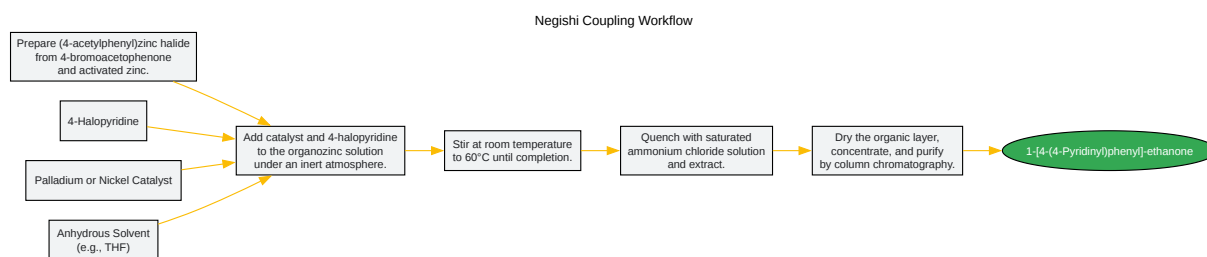 Negishi Coupling Workflow
Prepare (4-acetylphenyl)zinc halide
from 4-bromoacetophenone
and activated zinc.
4-Halopyridine
Palladium or Nickel Catalyst
Anhydrous Solvent
(e.g., THF)
Add catalyst and 4-halopyridine
to the organozinc solution
under an inert atmosphere.
Stir at room temperature
to 60°C until completion.
Quench with saturated
ammonium chloride solution
and extract.
Dry the organic layer,
concentrate, and purify
by column chromatography.
1-[4-(4-Pyridinyl)phenyl]-ethanone